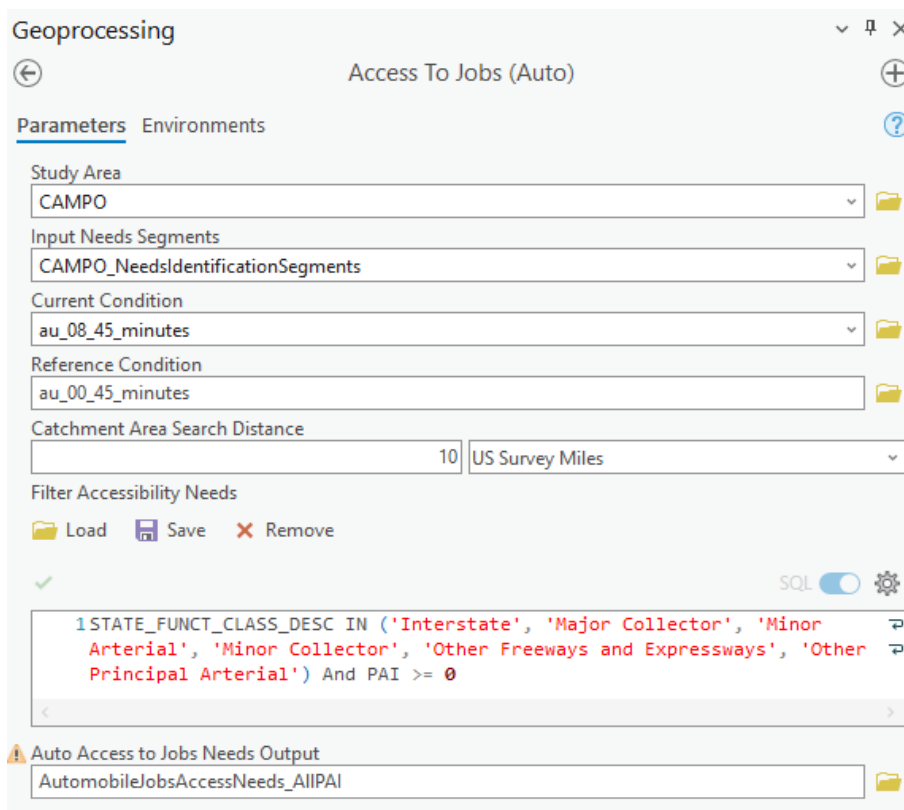 Geoprocessing
Access To Jobs (Auto)
Parameters Environments
Study Area
CAMPO
Input Needs Segments
CAMPO_NeedsIdentificationSegments
Current Condition
au_08_45_minutes
Reference Condition
au_00_45_minutes
Catchment Area Search Distance
10 US Survey Miles
Filter Accessibility Needs
Load Save Remove
SQL
1 STATE_FUNCT_CLASS_DESC IN ('Interstate', 'Major Collector', 'Minor
Arterial', 'Minor Collector', 'Other Freeways and Expressways', 'Other
Principal Arterial') And PAI >= 0
Auto Access to Jobs Needs Output
AutomobileJobsAccessNeeds_AllPAI